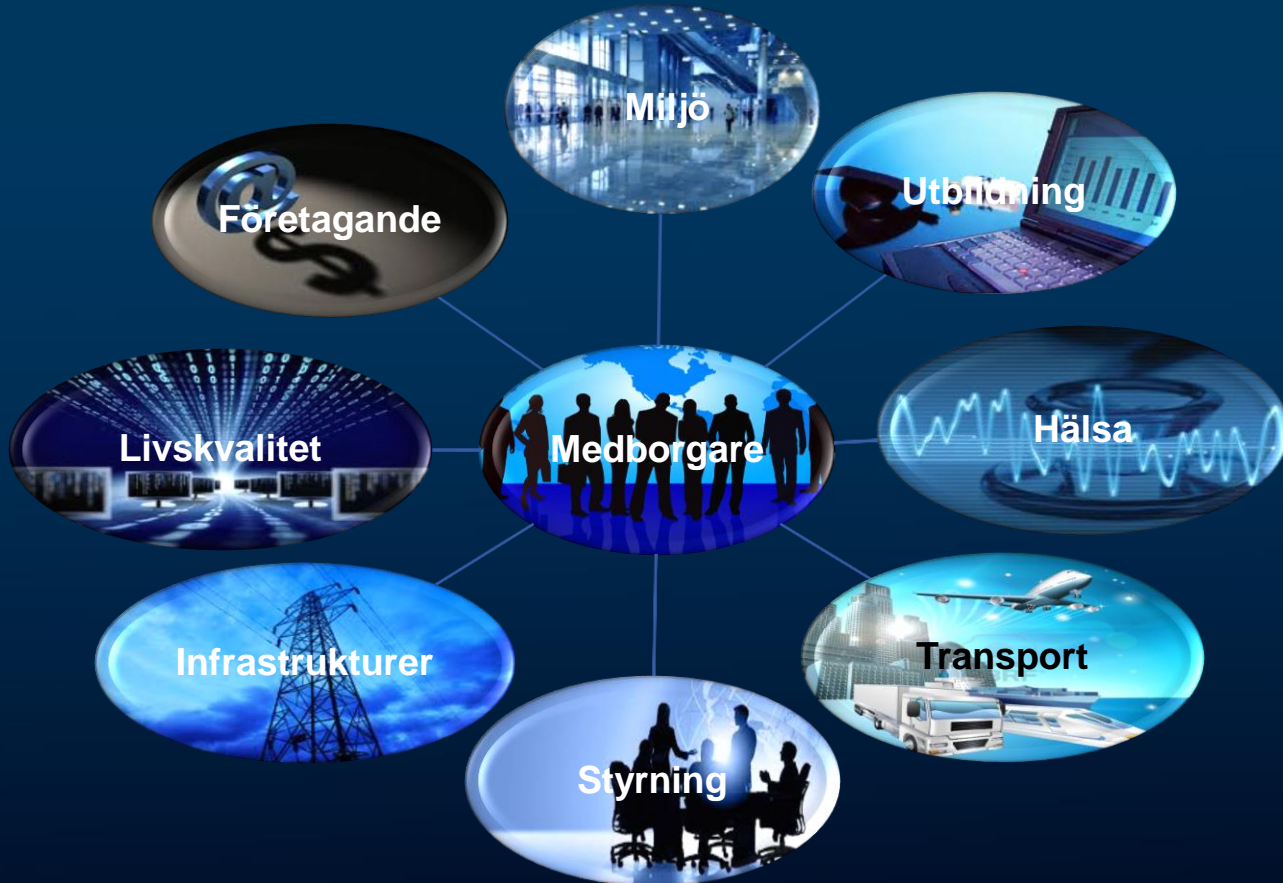 Miljö
Utbildning
Företagande
Hälsa
Livskvalitet
Medborgare
Transport
Infrastrukturer
Styrning